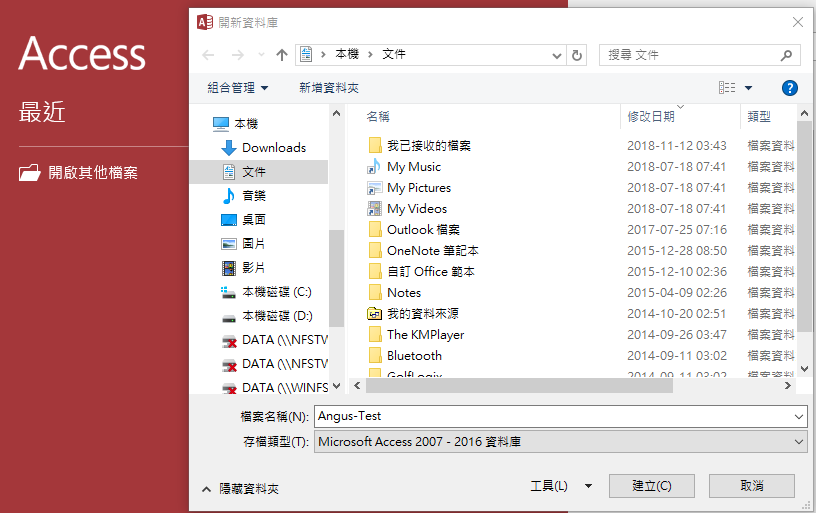 Access
最近
開啟其他檔案
開新資料庫
本機 文件
搜尋 文件
組合管理 新增資料夾
本機
Downloads
文件
音樂
桌面
圖片
影片
本機磁碟 (C:)
本機磁碟 (D:)
DATA (\\NFSTW
DATA (\\NFSTW
DATA (\\WINFS
名稱 修改日期 類型
我已接收的檔案 2018-11-12 03:43 檔案資料
My Music 2018-07-18 07:41 檔案資料
My Pictures 2018-07-18 07:41 檔案資料
My Videos 2018-07-18 07:41 檔案資料
Outlook 檔案 2017-07-25 07:16 檔案資料
OneNote 筆記本 2015-12-28 08:50 檔案資料
自訂 Office 範本 2015-12-10 02:36 檔案資料
Notes 2015-04-09 02:26 檔案資料
我的資料來源 2014-10-20 02:51 檔案資料
The KMPlayer 2014-09-26 03:47 檔案資料
Bluetooth 2014-09-11 03:02 檔案資料
GolfLogix 2014-09-11 03:02 檔案資料
檔案名稱(N): Angus-Test
存檔類型(T): Microsoft Access 2007 - 2016 資料庫
隱藏資料夾 工具(L) 建立(C) 取消